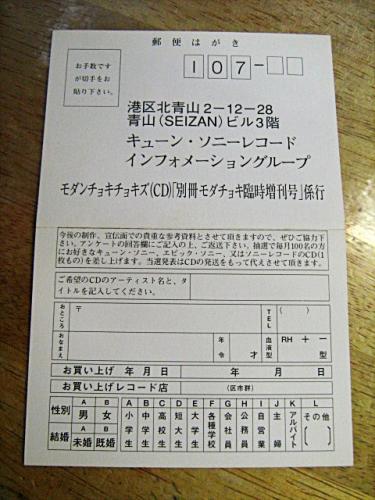 郵便はがき
お手数です
が切手をお
貼り下さい。
107-
港区北青山2-12-28
青山(SEIZAN)ビル3階
キューン・ソニーレコード
インフォメーショングループ
モダンチョキチョキズ(CD)「別冊モダチョキ臨時増刊号」係行
今後の制作、宣伝面での貴重な参考資料とさせて頂きますので、ぜひご協力下
さい。アンケートの回答欄にご記入の上、ご返送下さい。抽選で毎月100名の方
にお好きなキューン・ソニー、エピック・ソニー、又はソニーレコードのCD(1
枚もの)を差し上げます。当選発表はCDの発送をもって代えさせて頂きます。
ご希望のCDのアーティスト名と、タ
イトルを記入してください。
おところ
〒
TEL
( )
おなまえ
年令
才
血液型
RH + −
型
お買い上げ 年 月 日
年 月 日
お買い上げレコード店
(区市群)
性別
A 男
B 女
結婚
A 未婚
B 既婚
A 小学生
B 中学生
C 高校生
D 短大生
E 大学生
F 各種学校
G 会社員
H 公務員
I 自営業
J 主婦
K アルバイト
L その他
( )